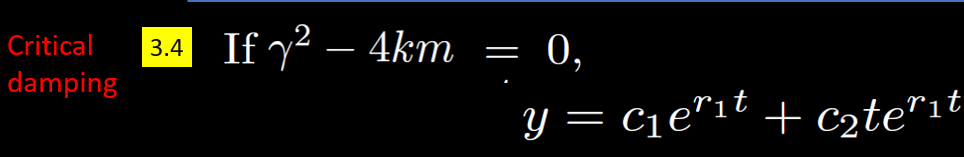 Critical damping
3.4
If γ² − 4km = 0,
y = c₁e^{r₁t} + c₂te^{r₁t}